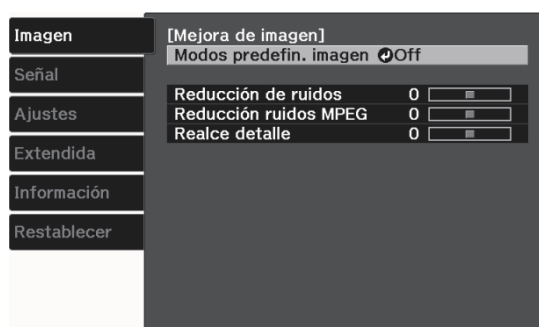 Imagen
Señal
Ajustes
Extendida
Información
Restablecer
[Mejora de imagen]
Modos predefin. imagen Off
Reducción de ruidos 0
Reducción ruidos MPEG 0
Realce detalle 0